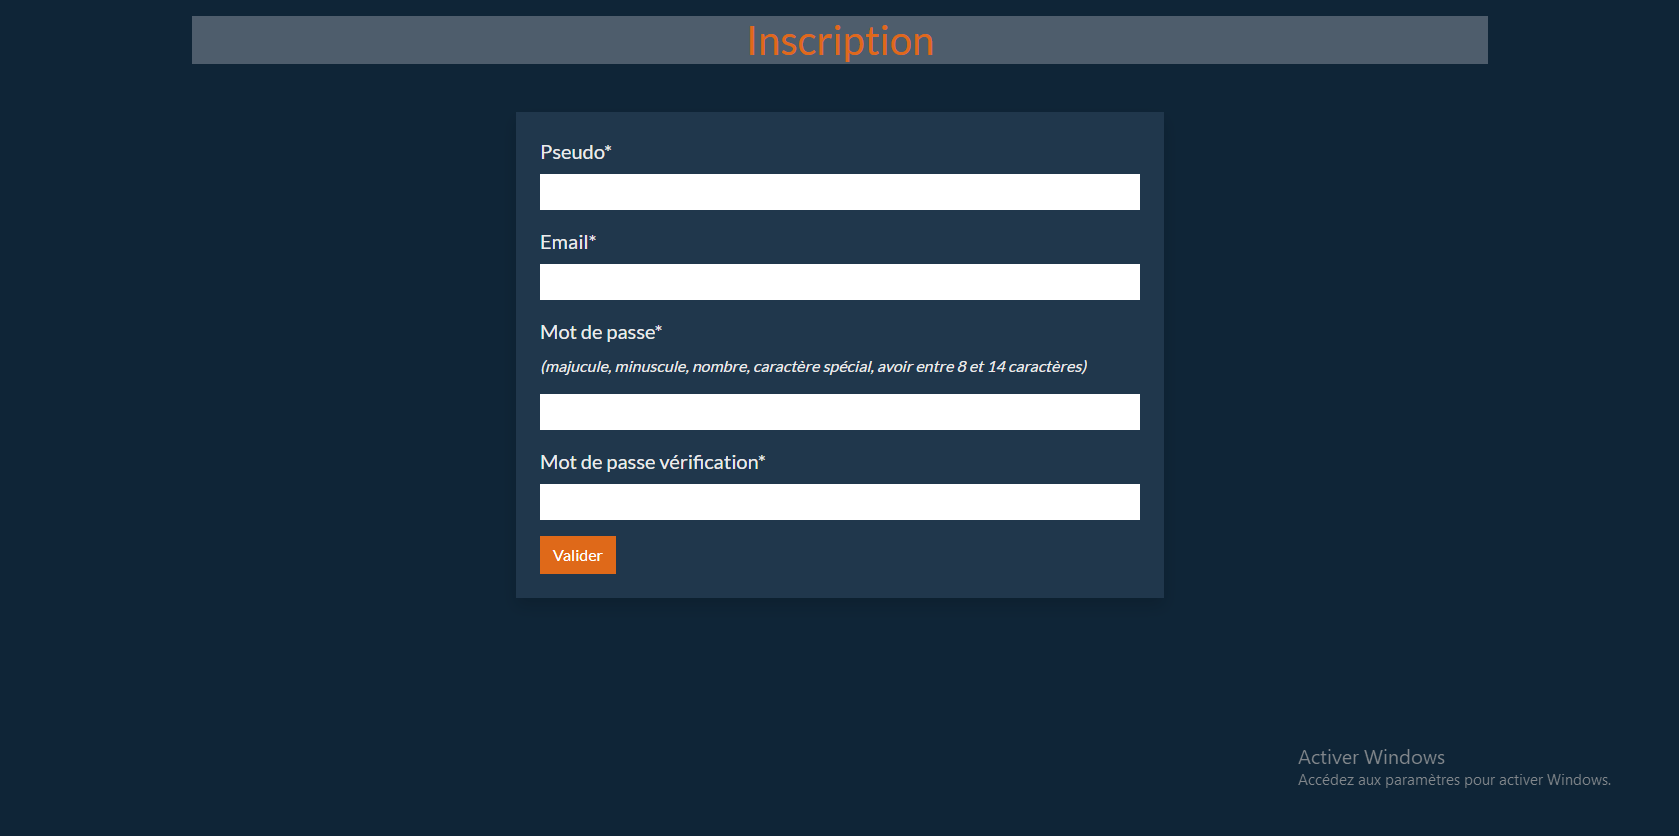 Inscription
Pseudo*
Email*
Mot de passe*
(majucule, minuscule, nombre, caractère spécial, avoir entre 8 et 14 caractères)
Mot de passe vérification*
Valider
Activer Windows
Accédez aux paramètres pour activer Windows.